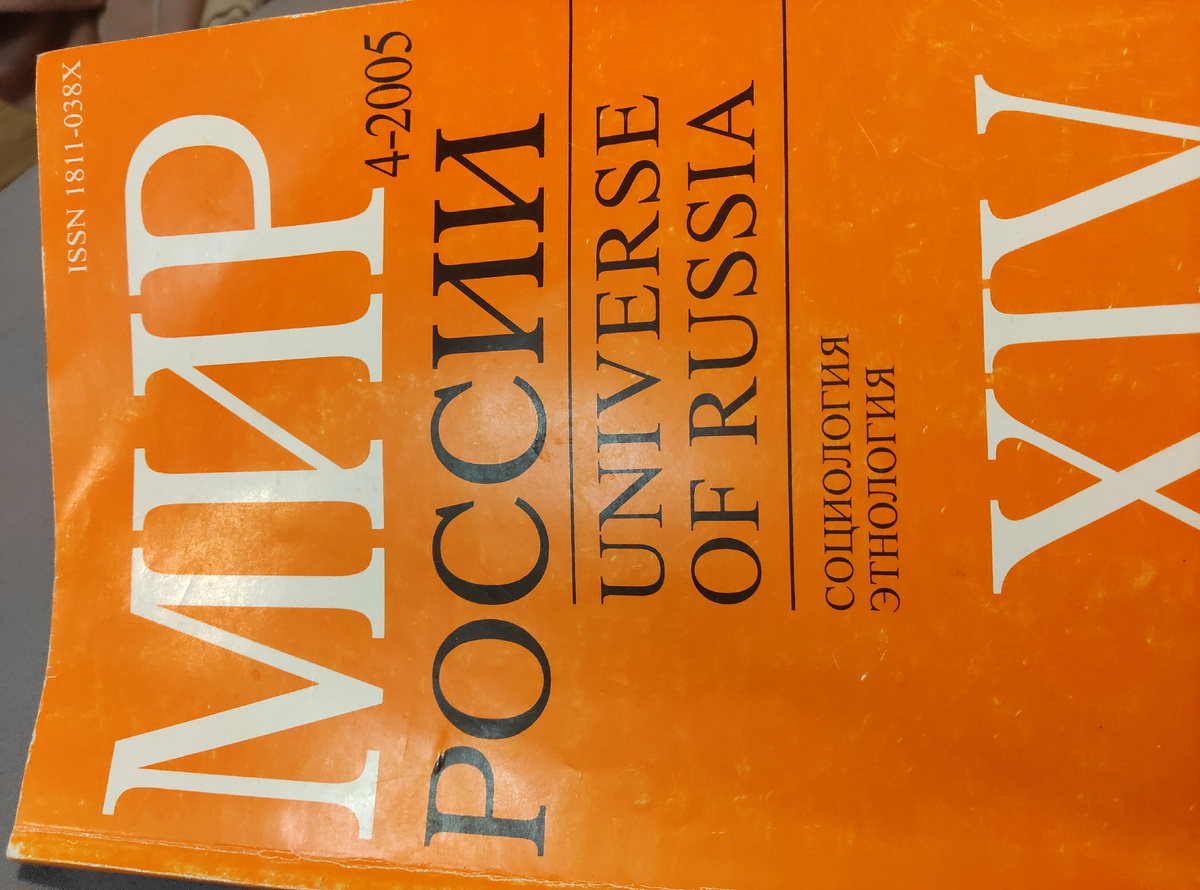 ISSN 1811-038X
МИР
4-2005
РОССИИ
UNIVERSE
OF RUSSIA
СОЦИОЛОГИЯ
ЭТНОЛОГИЯ
XIV